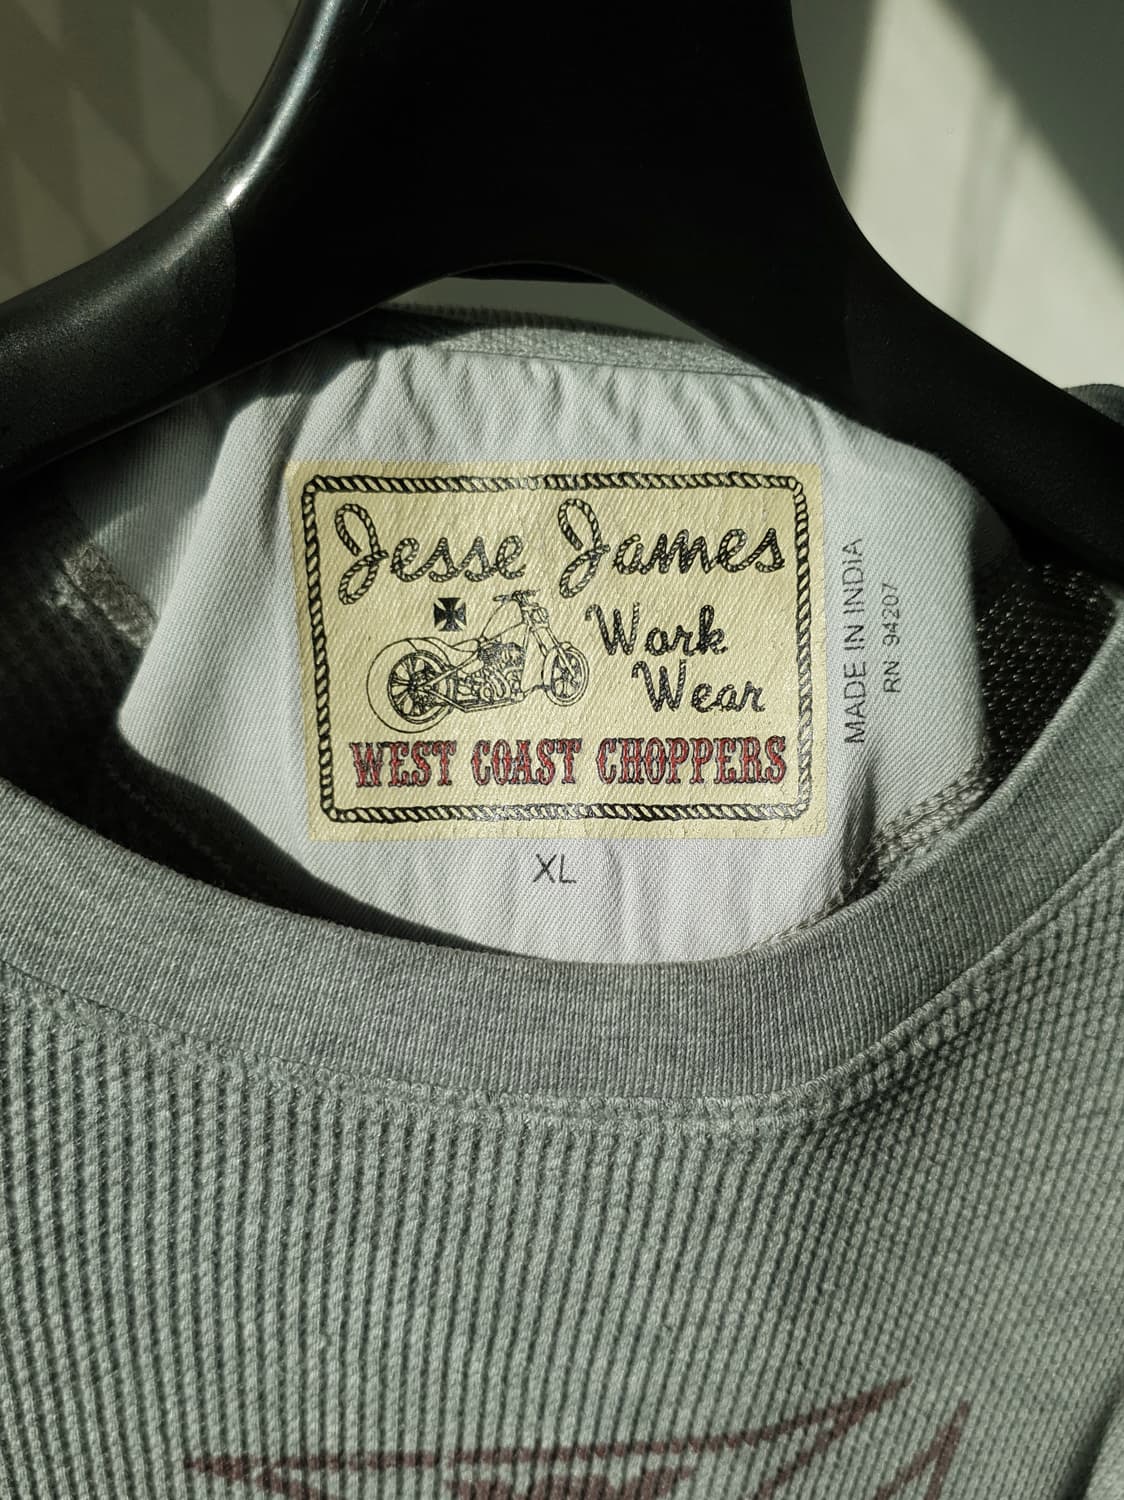 Jesse James
Work
Wear
WEST COAST CHOPPERS
XL
MADE IN INDIA
RN 94207